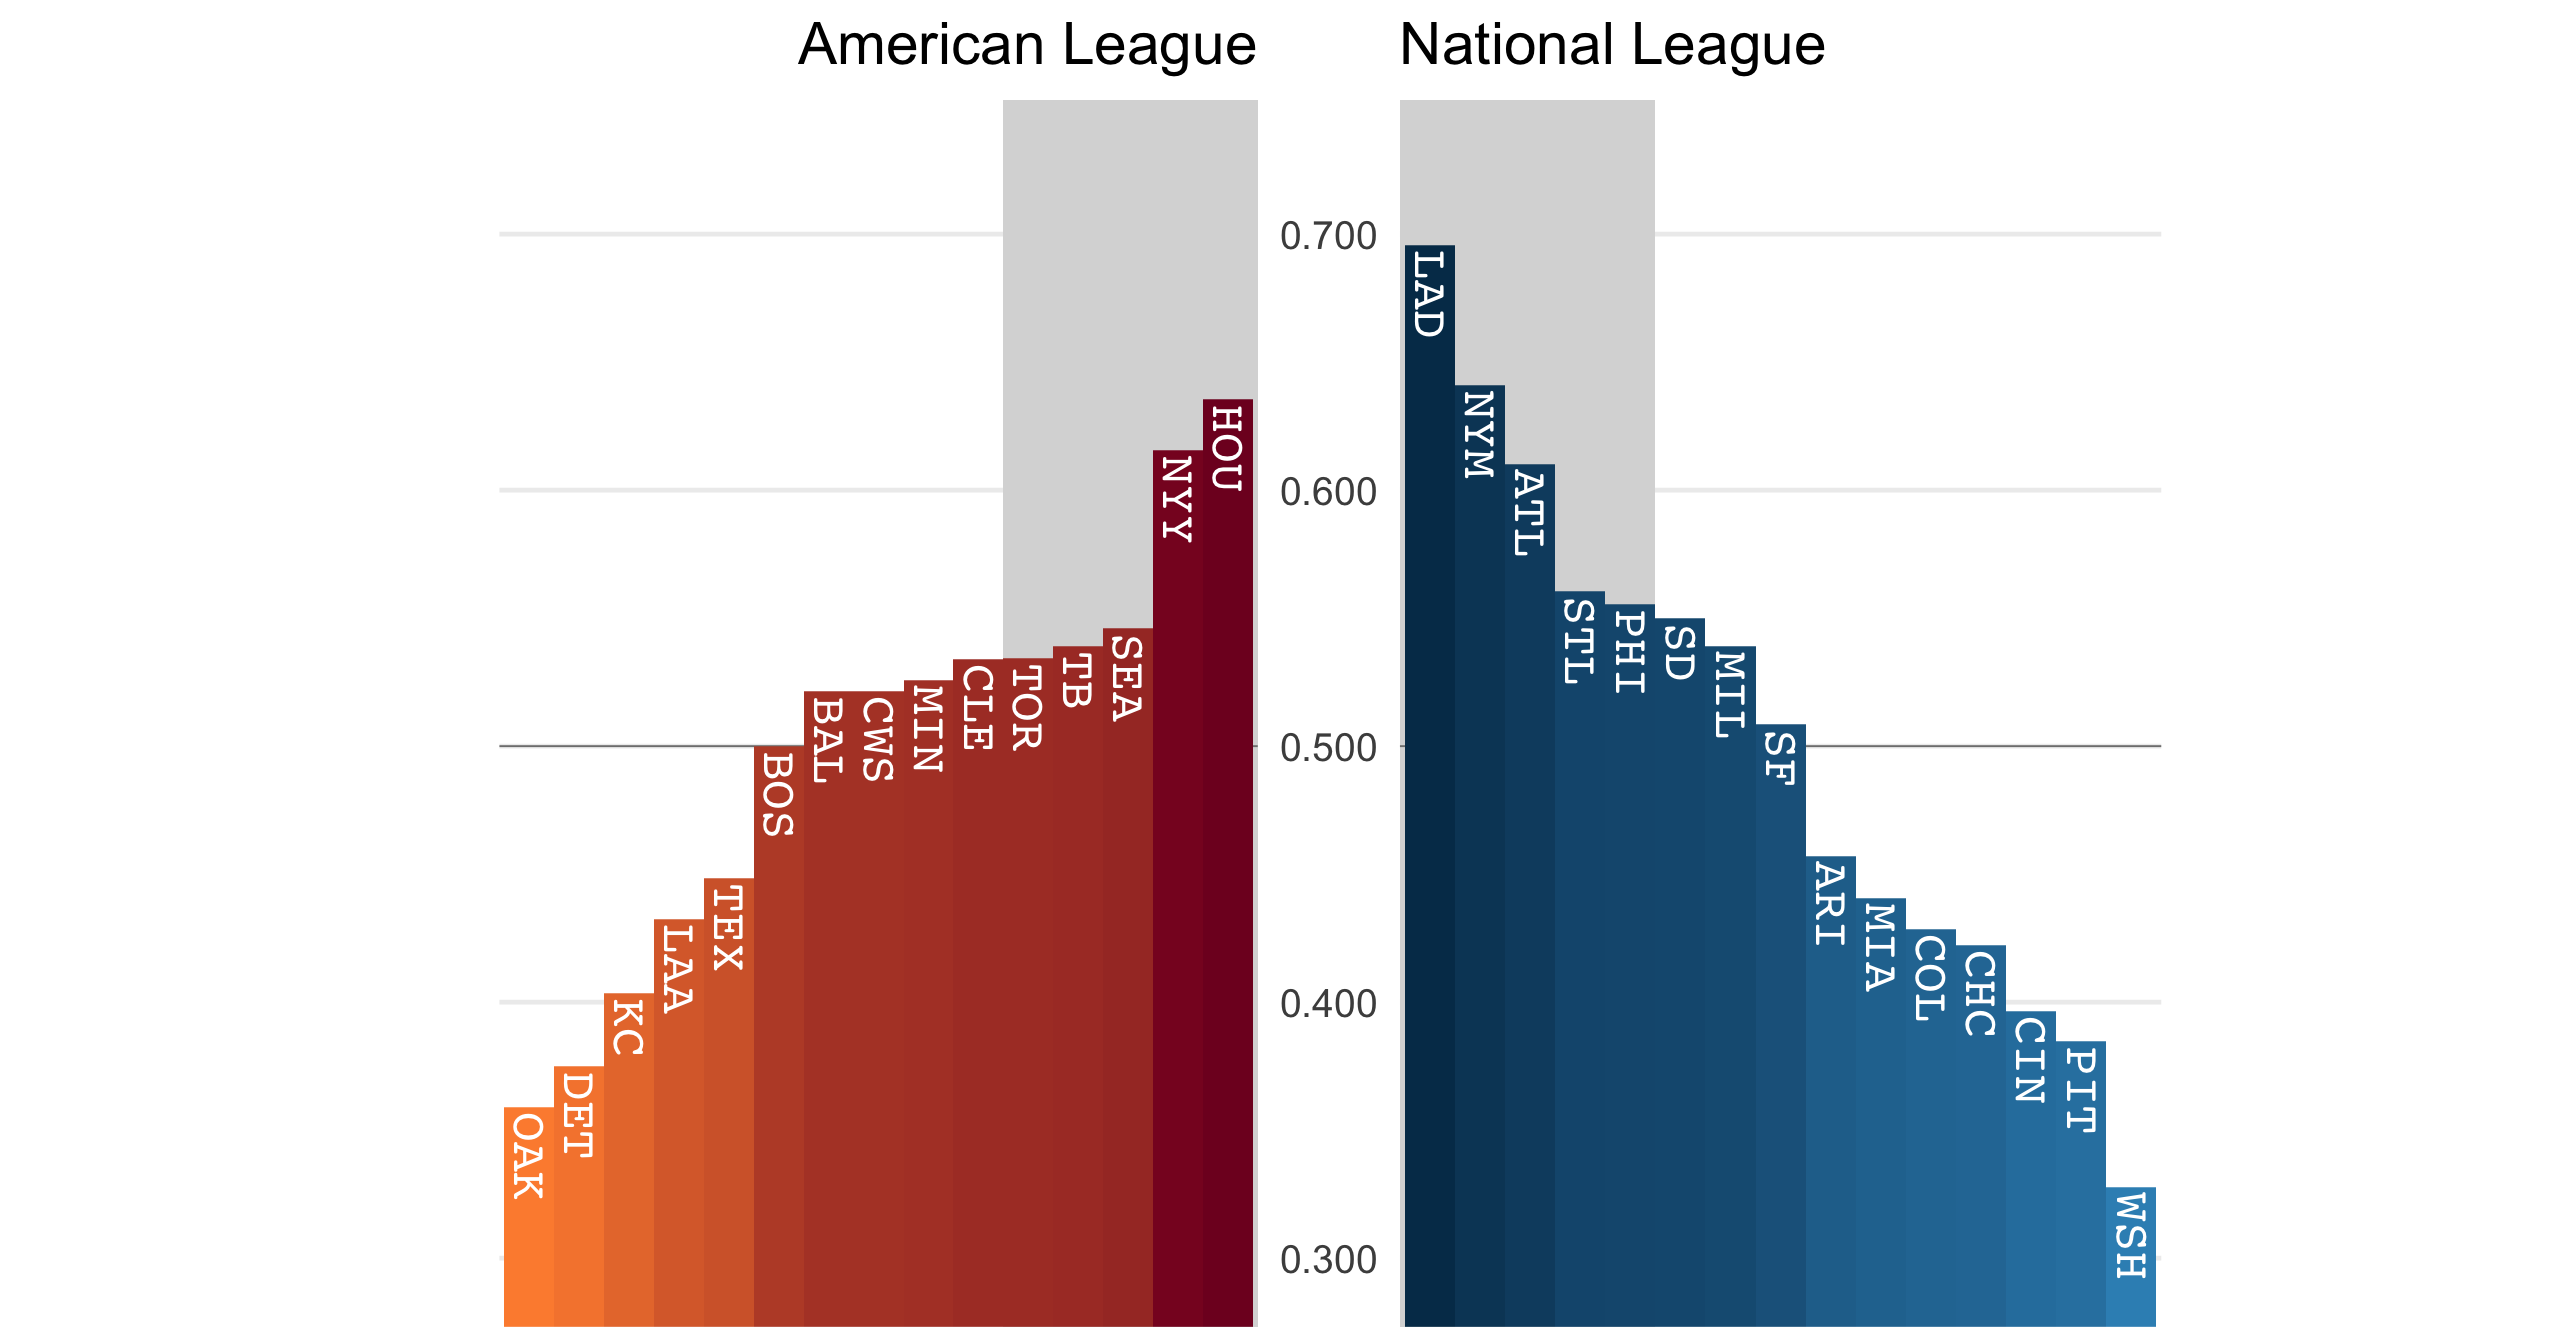 American League
National League
0.700
0.600
0.500
0.400
0.300
OAK
DET
KC
LAA
TEX
BOS
BAL
CWS
MIN
CLE
TOR
TB
SEA
NYY
HOU
LAD
NYM
ATL
STL
PHI
SD
MIL
SF
ARI
MIA
COL
CHC
CIN
PIT
WSH